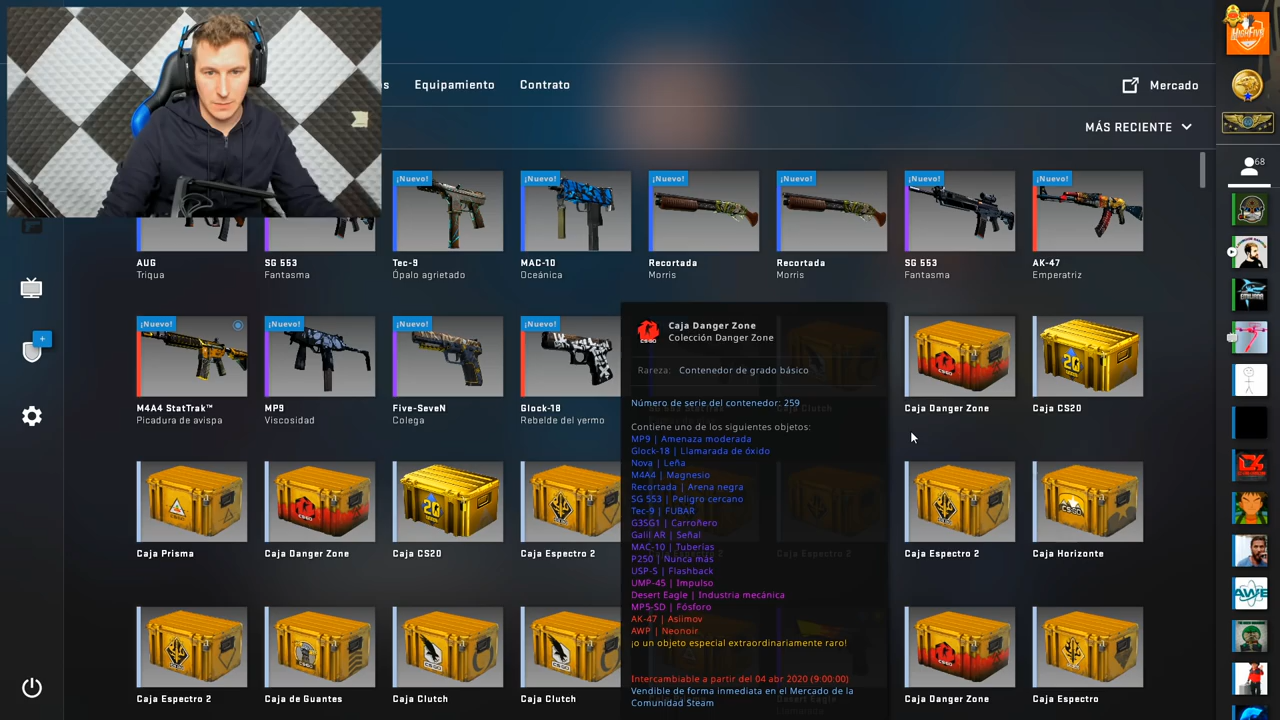 s
Equipamiento
Contrato
Mercado
MÁS RECIENTE
68
¡Nuevo!
¡Nuevo!
¡Nuevo!
¡Nuevo!
¡Nuevo!
¡Nuevo!
AUG
Triqua
SG 553
Fantasma
Tec-9
Ópalo agrietado
MAC-10
Oceánica
Recortada
Morris
Recortada
Morris
SG 553
Fantasma
AK-47
Emperatriz
¡Nuevo!
¡Nuevo!
¡Nuevo!
¡Nuevo!
M4A4 StatTrak™
Picadura de avispa
MP9
Viscosidad
Five-SeveN
Colega
Glock-18
Rebelde del yermo
Caja Clutch
Caja Danger Zone
Caja CS20
Caja Danger Zone
Colección Danger Zone
Rareza: Contenedor de grado básico
Número de serie del contenedor: 259
Contiene uno de los siguientes objetos:
MP9 | Amenaza moderada
Glock-18 | Llamarada de óxido
Nova | Leña
M4A4 | Magnesio
Recortada | Arena negra
SG 553 | Peligro cercano
Tec-9 | FUBAR
G3SG1 | Carroñero
Galil AR | Señal
MAC-10 | Tuberías
P250 | Nunca más
USP-S | Flashback
UMP-45 | Impulso
Desert Eagle | Industria mecánica
MP5-SD | Fósforo
AK-47 | Asiimov
AWP | Neonoir
¡o un objeto especial extraordinariamente raro!
Intercambiable a partir del 04 abr 2020 (9:00:00)
Vendible de forma inmediata en el Mercado de la
Comunidad Steam
Caja Prisma
Caja Danger Zone
Caja CS20
Caja Espectro 2
Caja Espectro 2
Caja Espectro 2
Caja Horizonte
Caja Espectro 2
Caja de Guantes
Caja Clutch
Caja Clutch
Desert Eagle
Caja Danger Zone
Caja Espectro